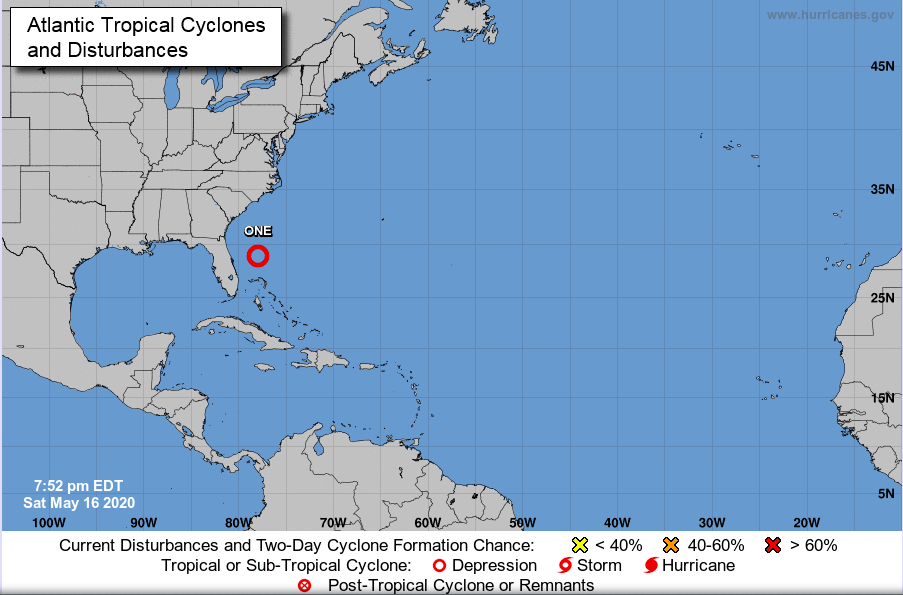 www.hurricanes.gov
Atlantic Tropical Cyclones
and Disturbances
45N
35N
ONE
25N
15N
7:52 pm EDT
Sat May 16 2020
5N
100W 90W 80W 70W 60W 50W 40W 30W 20W
Current Disturbances and Two-Day Cyclone Formation Chance: < 40% 40-60% > 60%
Tropical or Sub-Tropical Cyclone: Depression Storm Hurricane
Post-Tropical Cyclone or Remnants